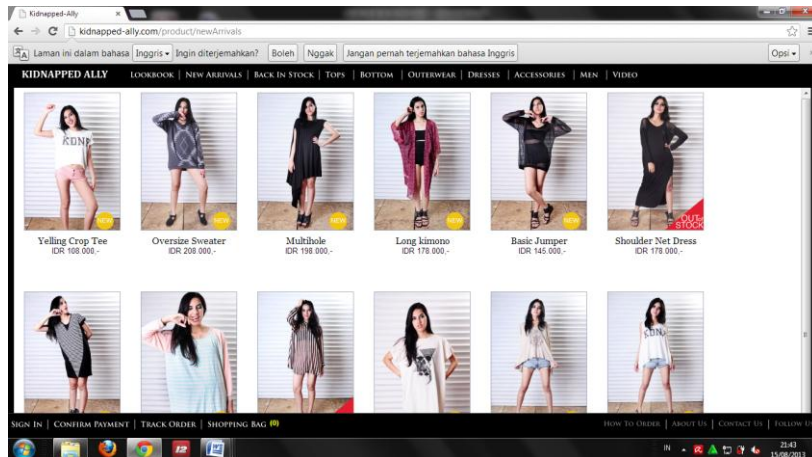 Kidnapped-Ally
kidnapped-ally.com/product/newArrivals
Laman ini dalam bahasa Inggris Ingin diterjemahkan? Boleh Nggak Jangan pernah terjemahkan bahasa Inggris Opsi
KIDNAPPED ALLY LOOKBOOK | NEW ARRIVALS | BACK IN STOCK | TOPS | BOTTOM | OUTERWEAR | DRESSES | ACCESSORIES | MEN | VIDEO
KDNP
NEW NEW NEW NEW NEW OUT of STOCK
Yelling Crop Tee Oversize Sweater Multihole Long kimono Basic Jumper Shoulder Net Dress
IDR 108.000,- IDR 208.000,- IDR 198.000,- IDR 178.000,- IDR 145.000,- IDR 178.000,-
SIGN IN | CONFIRM PAYMENT | TRACK ORDER | SHOPPING BAG (0) HOW TO ORDER | ABOUT US | CONTACT US | FOLLOW US
IN 21:43
15/08/2013